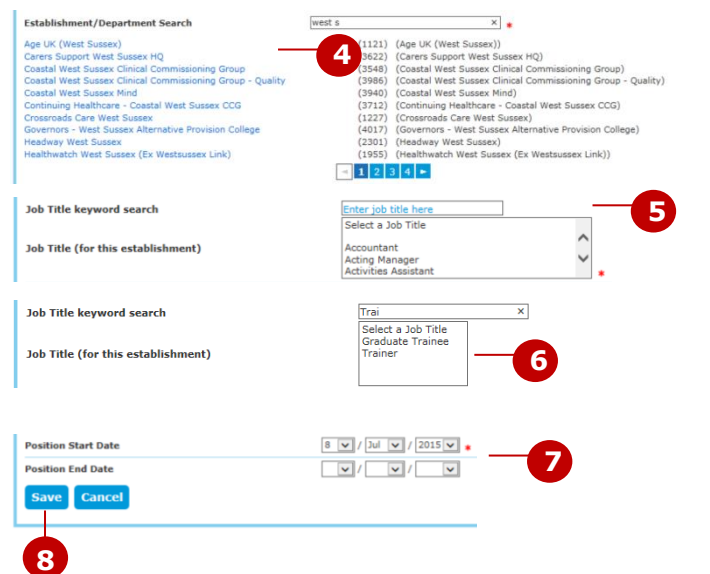 Establishment/Department Search west s × *
4
Age UK (West Sussex) (1121) (Age UK (West Sussex))
Carers Support West Sussex HQ 3622) (Carers Support West Sussex HQ)
Coastal West Sussex Clinical Commissioning Group (3548) (Coastal West Sussex Clinical Commissioning Group)
Coastal West Sussex Clinical Commissioning Group - Quality (3986) (Coastal West Sussex Clinical Commissioning Group - Quality)
Coastal West Sussex Mind (3940) (Coastal West Sussex Mind)
Continuing Healthcare - Coastal West Sussex CCG (3712) (Continuing Healthcare - Coastal West Sussex CCG)
Crossroads Care West Sussex (1227) (Crossroads Care West Sussex)
Governors - West Sussex Alternative Provision College (4017) (Governors - West Sussex Alternative Provision College)
Headway West Sussex (2301) (Headway West Sussex)
Healthwatch West Sussex (Ex Westsussex Link) (1955) (Healthwatch West Sussex (Ex Westsussex Link))
1 2 3 4
Job Title keyword search Enter job title here
5
Select a Job Title
Job Title (for this establishment) Accountant
Acting Manager
Activities Assistant *
Job Title keyword search Trai ×
Select a Job Title
Graduate Trainee
Job Title (for this establishment) Trainer
6
Position Start Date 8 / Jul / 2015 *
7
Position End Date / /
Save Cancel
8